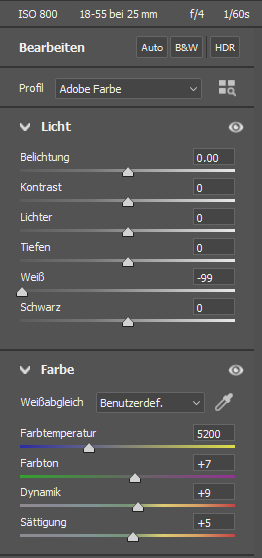 ISO 800 18-55 bei 25 mm f/4 1/60s
Bearbeiten Auto B&W HDR
Profil Adobe Farbe
Licht
Belichtung 0.00
Kontrast 0
Lichter 0
Tiefen 0
Weiß -99
Schwarz 0
Farbe
Weißabgleich Benutzerdef.
Farbtemperatur 5200
Farbton +7
Dynamik +9
Sättigung +5